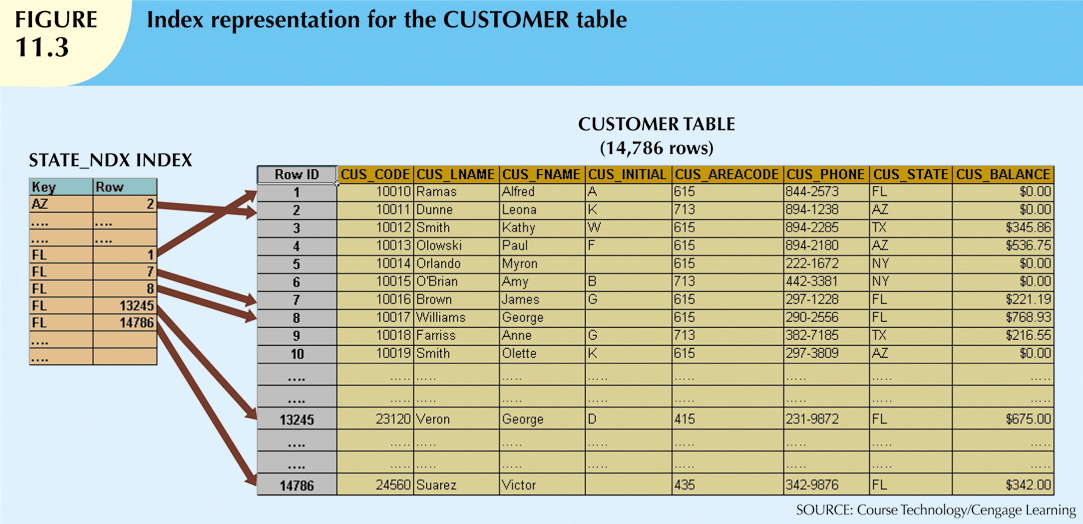 FIGURE 11.3
Index representation for the CUSTOMER table
CUSTOMER TABLE
(14,786 rows)
STATE_NDX INDEX
Key Row
AZ 2
.... ....
.... ....
FL 1
FL 7
FL 8
FL 13245
FL 14786
....
....
Row ID CUS_CODE CUS_LNAME CUS_FNAME CUS_INITIAL CUS_AREACODE CUS_PHONE CUS_STATE CUS_BALANCE
1 10010 Ramas Alfred A 615 844-2573 FL $0.00
2 10011 Dunne Leona K 713 894-1238 AZ $0.00
3 10012 Smith Kathy W 615 894-2285 TX $345.86
4 10013 Olowski Paul F 615 894-2180 AZ $536.75
5 10014 Orlando Myron 615 222-1672 NY $0.00
6 10015 O'Brian Amy B 713 442-3381 NY $0.00
7 10016 Brown James G 615 297-1228 FL $221.19
8 10017 Williams George 615 290-2556 FL $768.93
9 10018 Farriss Anne G 713 382-7185 TX $216.55
10 10019 Smith Olette K 615 297-3809 AZ $0.00
.... ..... ..... ..... ..... ..... ..... ..... .....
.... ..... ..... ..... ..... ..... ..... ..... .....
13245 23120 Veron George D 415 231-9872 FL $675.00
.... ..... ..... ..... ..... ..... ..... ..... .....
.... ..... ..... ..... ..... ..... ..... ..... .....
14786 24560 Suarez Victor 435 342-9876 FL $342.00
SOURCE: Course Technology/Cengage Learning